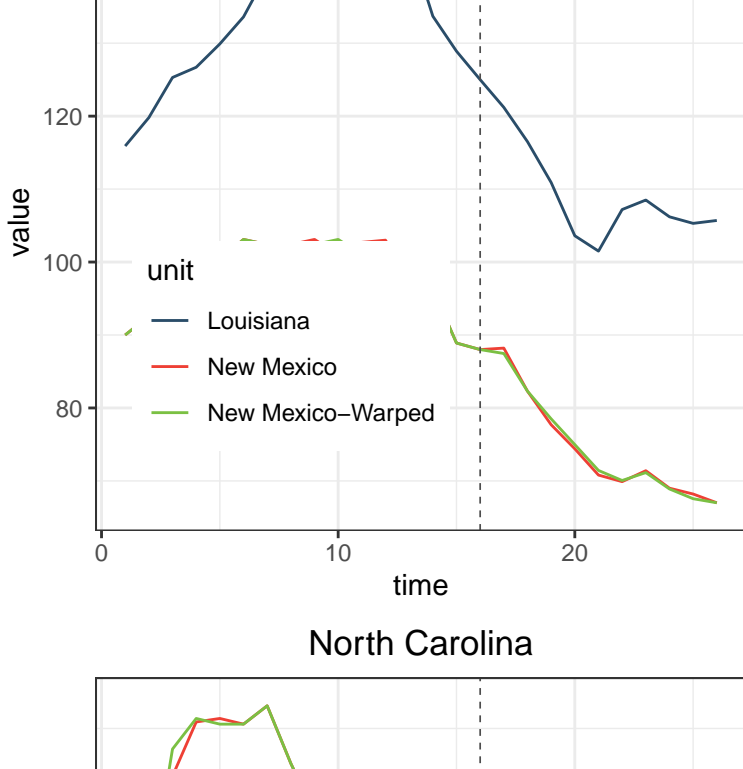 120
value
100
unit
Louisiana
New Mexico
80
New Mexico−Warped
0
10
20
time
North Carolina